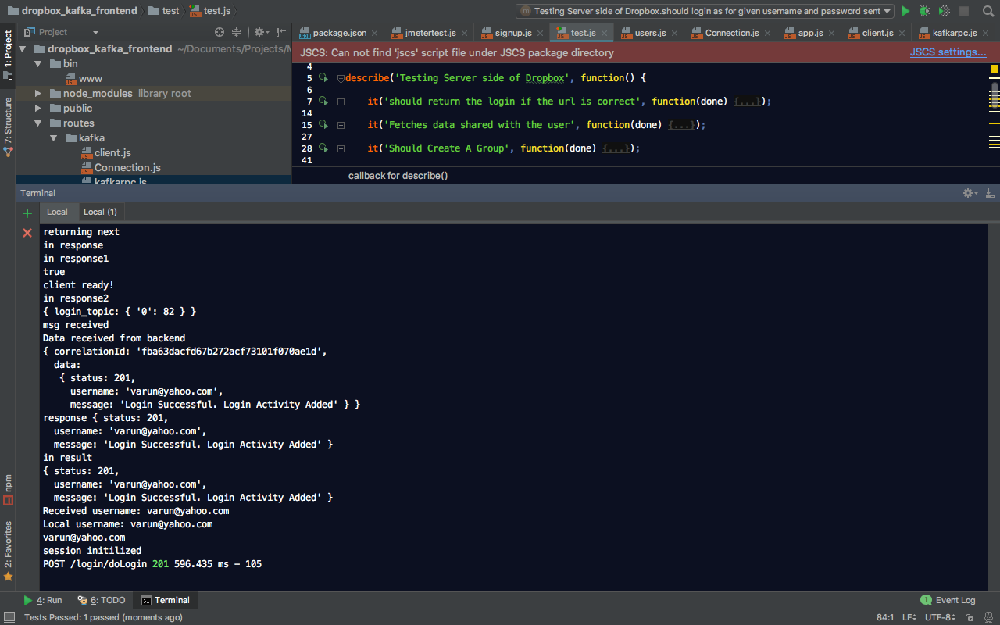 dropbox_kafka_frontend test test.js Testing Server side of Dropbox.should login as for given username and password sent
1: Project
Project
package.json jmetertest.js signup.js test.js users.js Connection.js app.js client.js kafkarpc.js
JSCS: Can not find 'jscs' script file under JSCS package directory JSCS settings...
dropbox_kafka_frontend ~/Documents/Projects/M
bin
www
node_modules library root
public
routes
kafka
client.js
Connection.js
kafkarpc.js
Z: Structure
4
5 describe('Testing Server side of Dropbox', function() {
6
7 it('should return the login if the url is correct', function(done) {...});
14
15 it('Fetches data shared with the user', function(done) {...});
27
28 it('Should Create A Group', function(done) {...});
41
callback for describe()
Terminal
Local Local (1)
returning next
in response
in response1
true
client ready!
in response2
{ login_topic: { '0': 82 } }
msg received
Data received from backend
{ correlationId: 'fba63dacfd67b272acf73101f070ae1d',
data:
{ status: 201,
username: 'varun@yahoo.com',
message: 'Login Successful. Login Activity Added' } }
response { status: 201,
username: 'varun@yahoo.com',
message: 'Login Successful. Login Activity Added' }
in result
{ status: 201,
username: 'varun@yahoo.com',
message: 'Login Successful. Login Activity Added' }
Received username: varun@yahoo.com
Local username: varun@yahoo.com
varun@yahoo.com
session initilized
POST /login/doLogin 201 596.435 ms - 105
npm
2: Favorites
4: Run 6: TODO Terminal 1 Event Log
Tests Passed: 1 passed (moments ago) 84:1 LF UTF-8